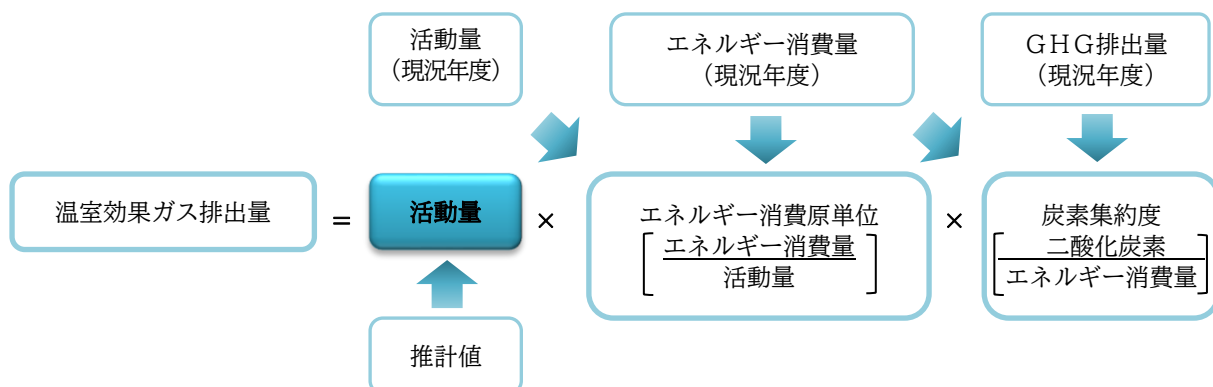 活動量
（現況年度）
エネルギー消費量
（現況年度）
ＧＨＧ排出量
（現況年度）
温室効果ガス排出量
=
活動量
×
エネルギー消費原単位
エネルギー消費量
活動量
×
炭素集約度
二酸化炭素
エネルギー消費量
推計値